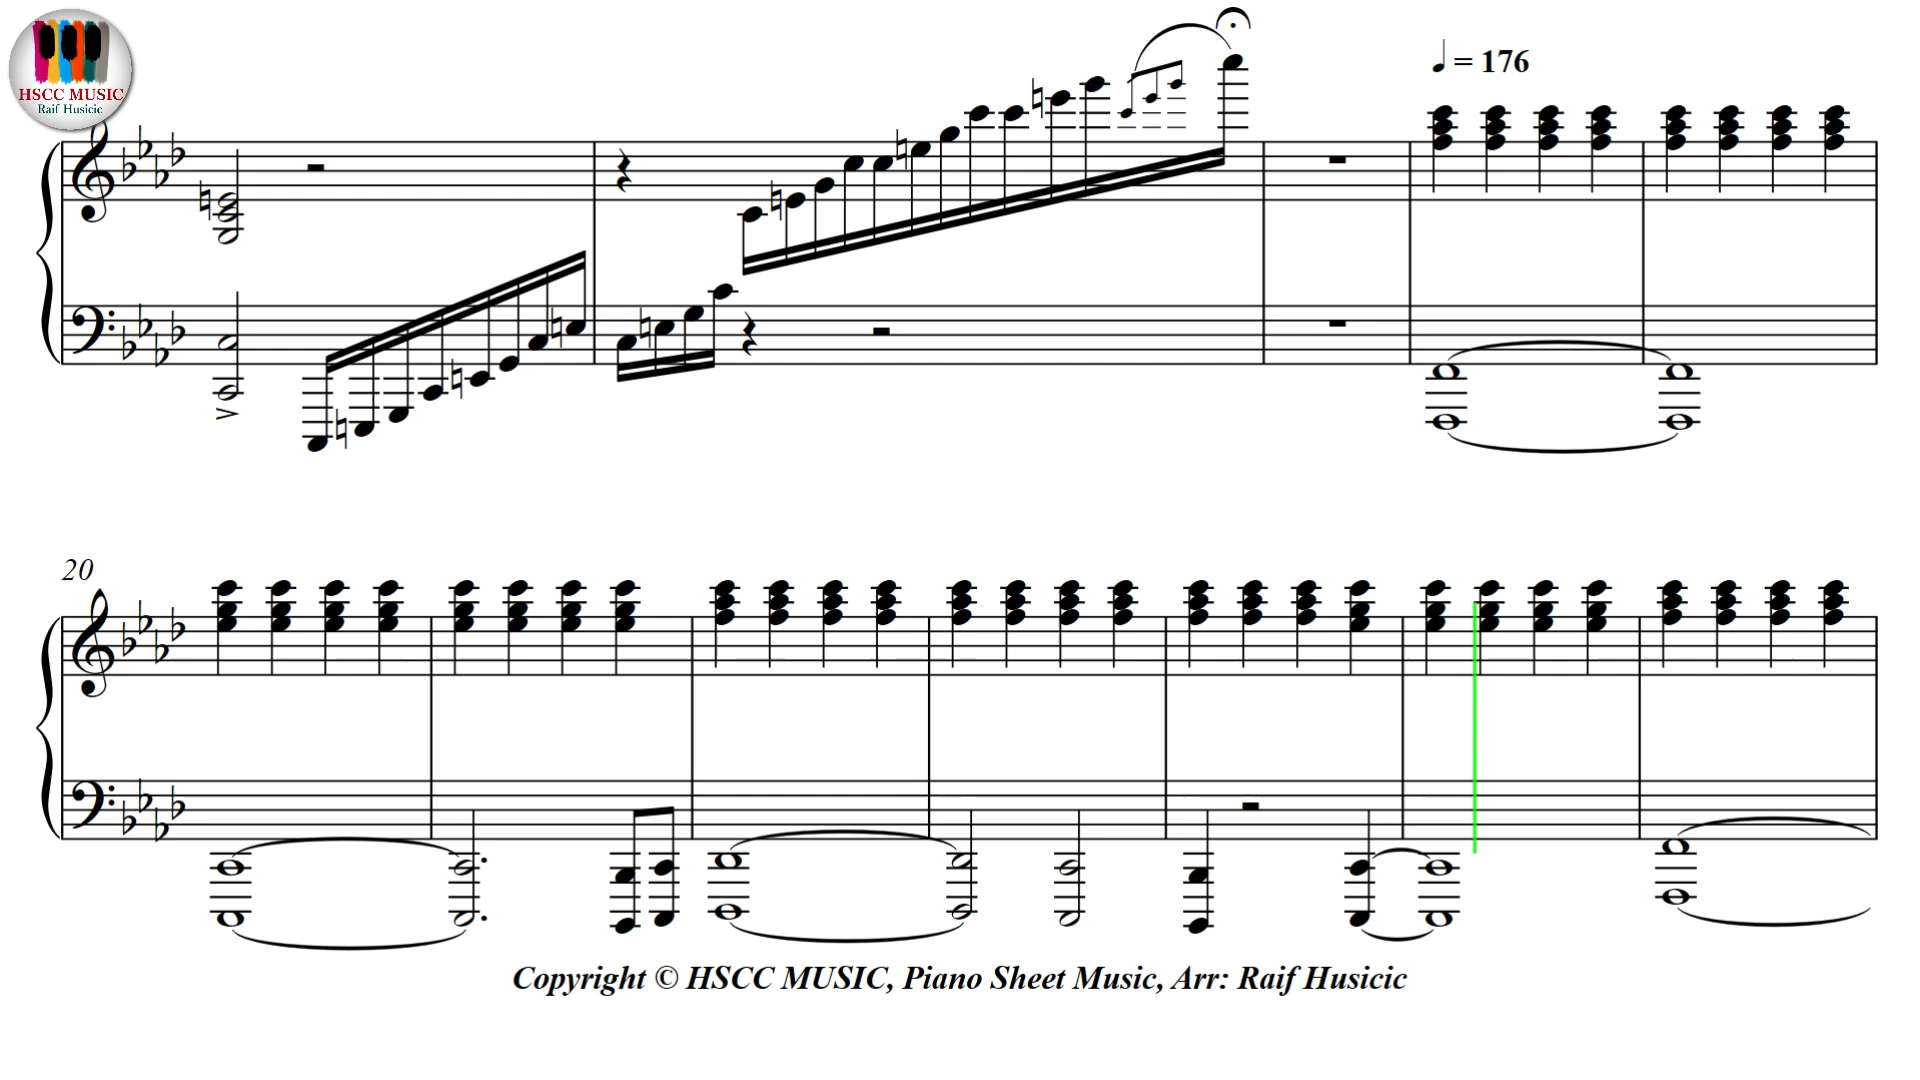 HSCC MUSIC
Raif Husicic
♩ = 176
20
Copyright © HSCC MUSIC, Piano Sheet Music, Arr: Raif Husicic